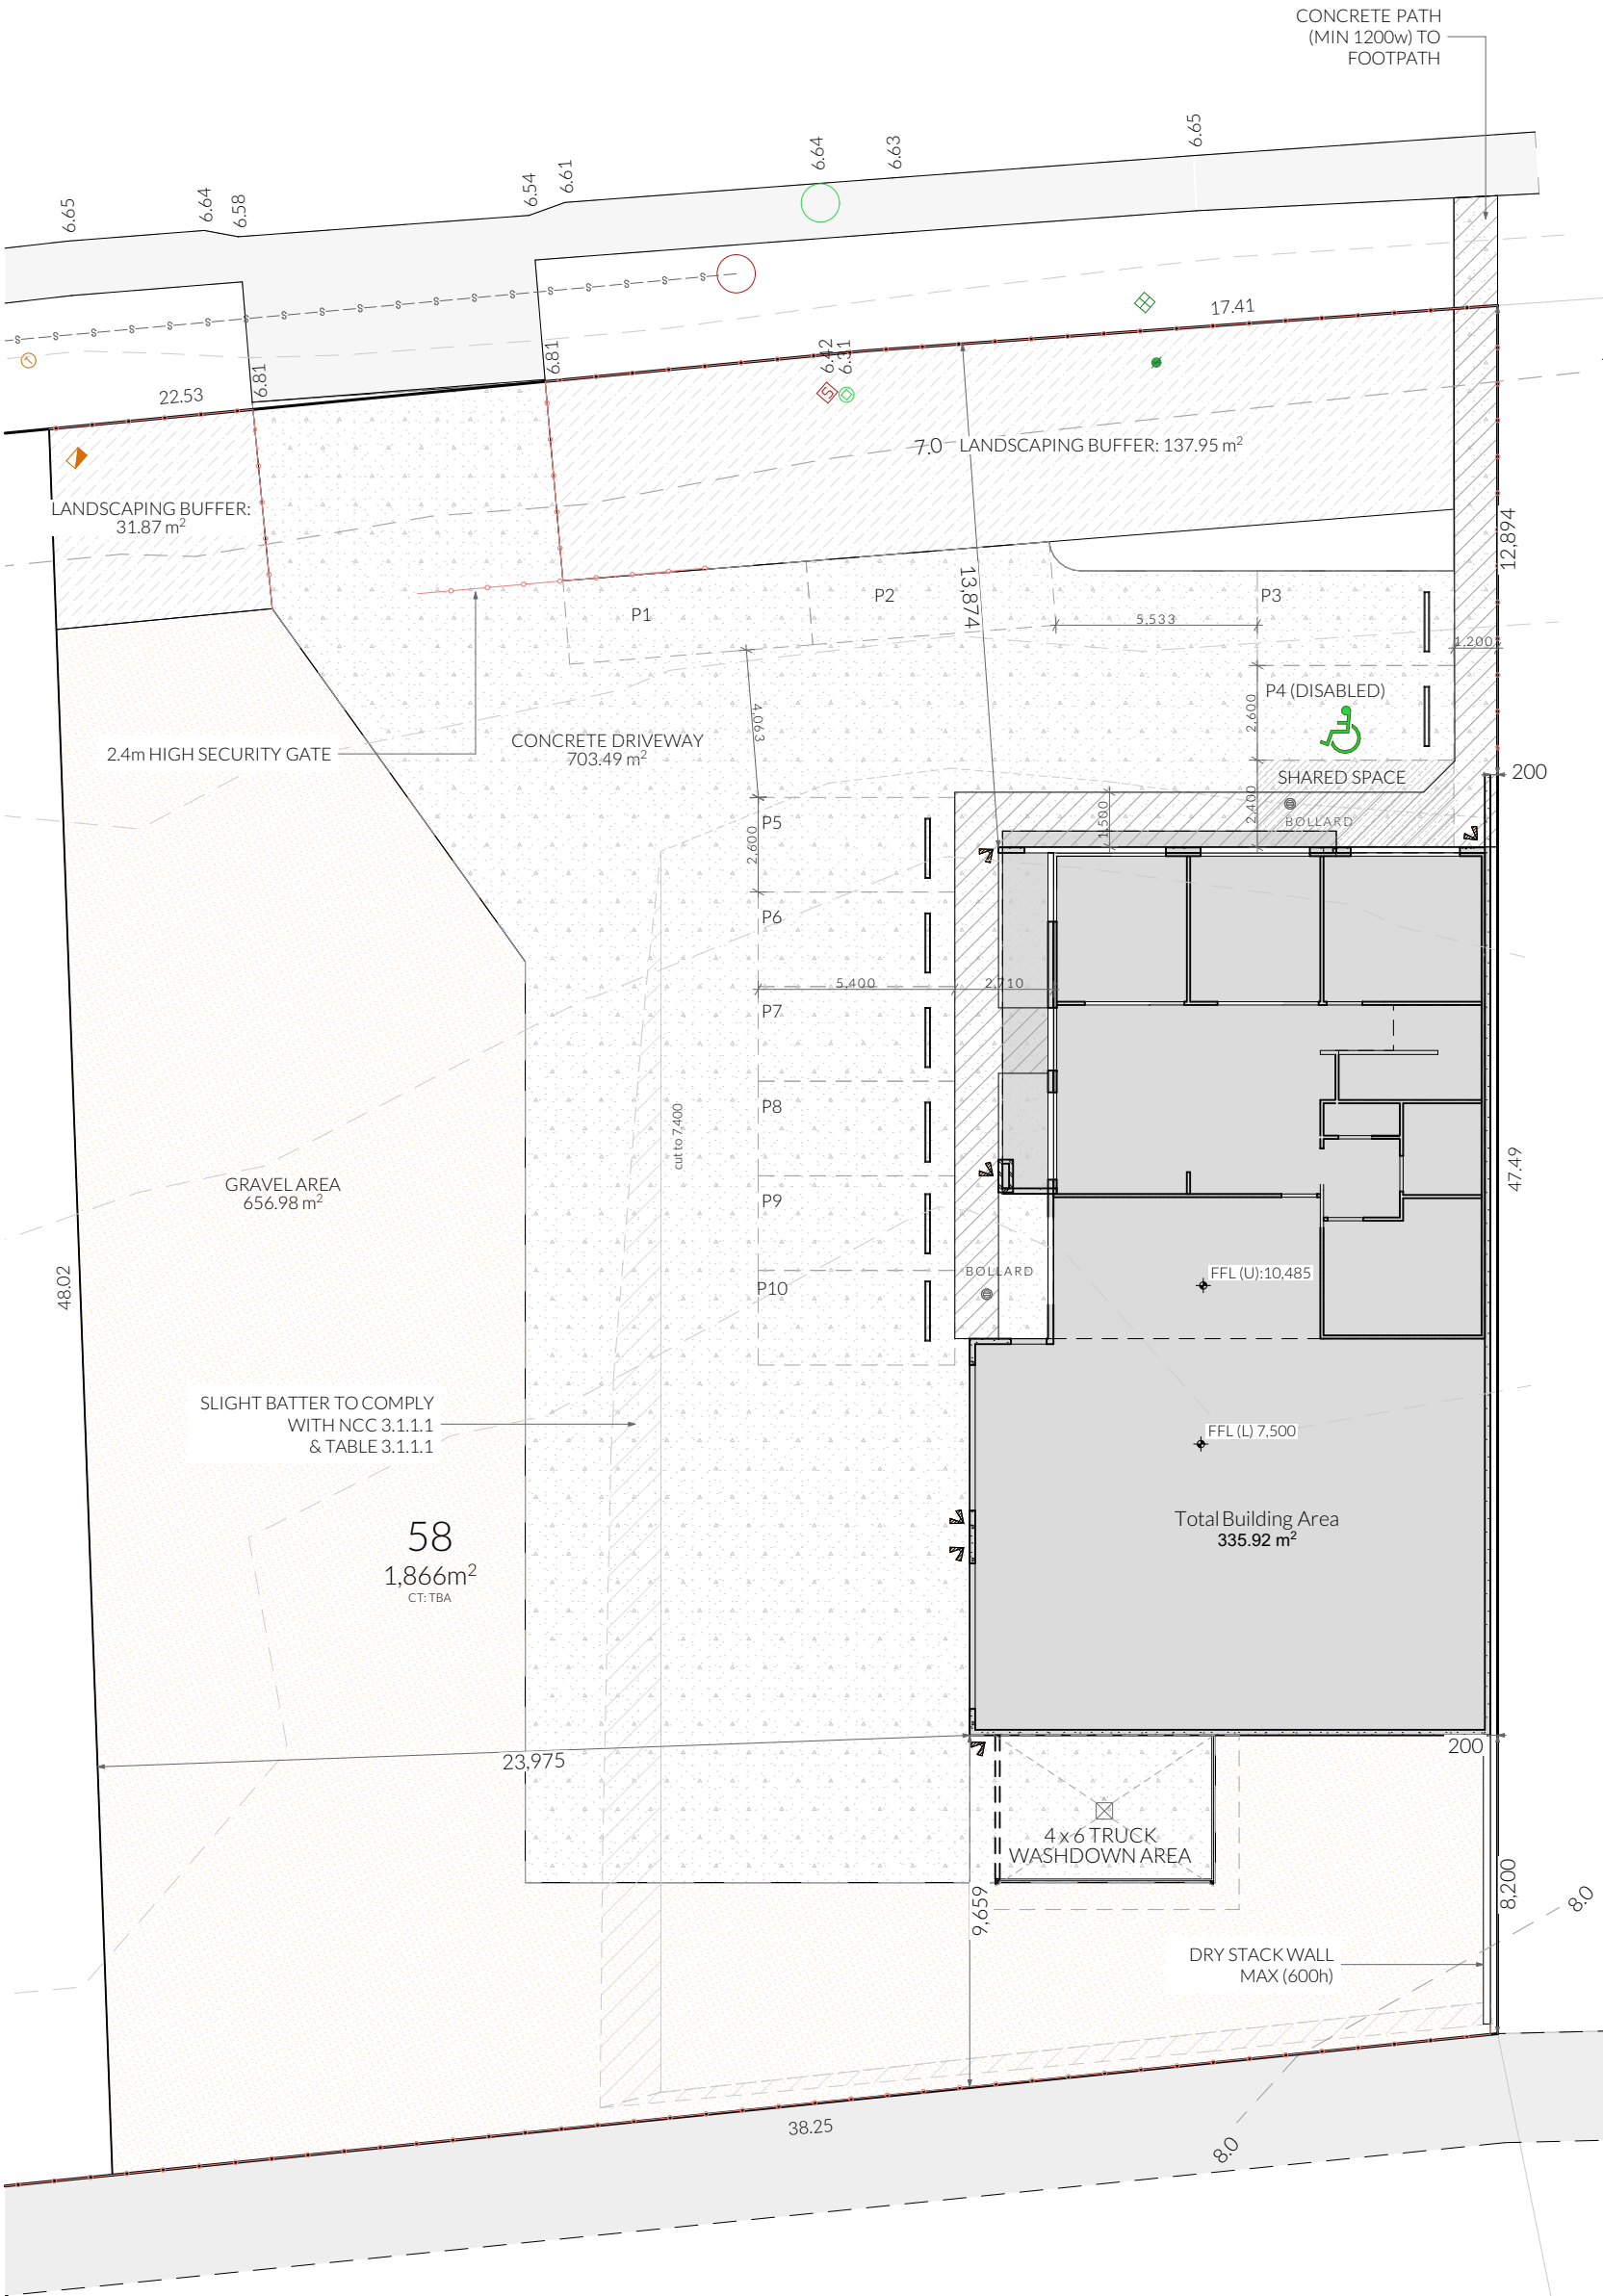 CONCRETE PATH
(MIN 1200w) TO
FOOTPATH
6.65
6.64
6.58
6.54
6.61
6.64
6.63
6.65
S S S S S S S S S S S S S S S S S S S
T
22.53
6.81
6.81
6.42
6.31
S
17.41
7.0 LANDSCAPING BUFFER: 137.95 m²
LANDSCAPING BUFFER:
31.87 m²
12,894
13,874
P1
P2
P3
5,533
1,200
P4 (DISABLED)
2,600
4,063
2.4m HIGH SECURITY GATE
CONCRETE DRIVEWAY
703.49 m²
SHARED SPACE
200
2,400
BOLLARD
1,500
P5
2,600
P6
5,400
2,710
P7
P8
cut to 7,400
P9
47.49
GRAVEL AREA
656.98 m²
48.02
BOLLARD
P10
FFL (U):10,485
SLIGHT BATTER TO COMPLY
WITH NCC 3.1.1.1
& TABLE 3.1.1.1
FFL (L) 7,500
58
1,866m²
CT: TBA
Total Building Area
335.92 m²
23,975
200
4 x 6 TRUCK
WASHDOWN AREA
9,659
8,200
8.0
DRY STACK WALL
MAX (600h)
38.25
8.0